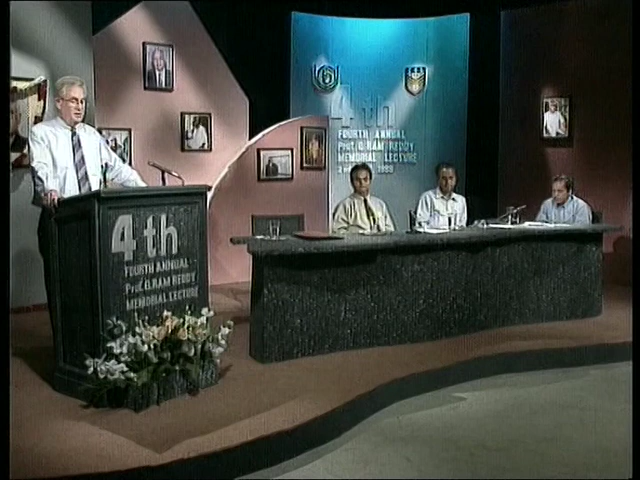 4th
FOURTH ANNUAL
Prof. G.RAM REDDY
MEMORIAL LECTURE
4th
FOURTH ANNUAL
Prof. G.RAM REDDY
MEMORIAL LECTURE